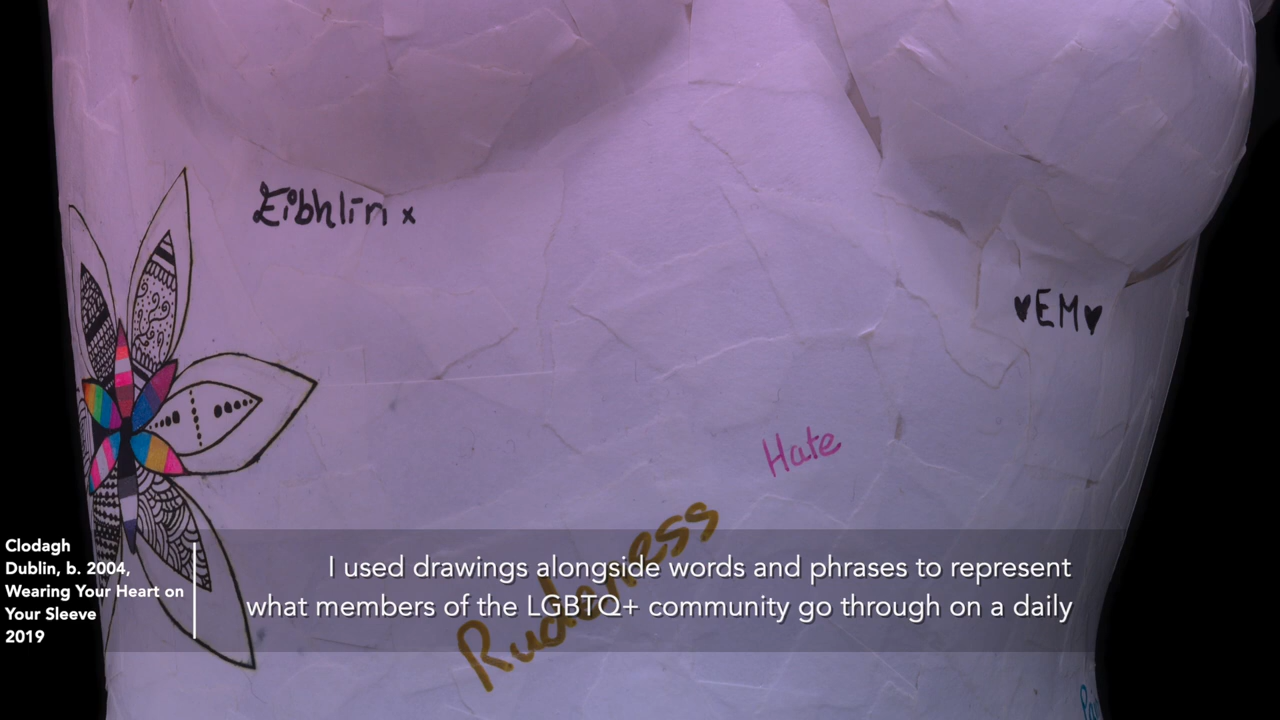 Eibhlín x
♥EM♥
Hate
Rudeness
Clodagh
Dublin, b. 2004,
Wearing Your Heart on
Your Sleeve
2019
I used drawings alongside words and phrases to represent
what members of the LGBTQ+ community go through on a daily